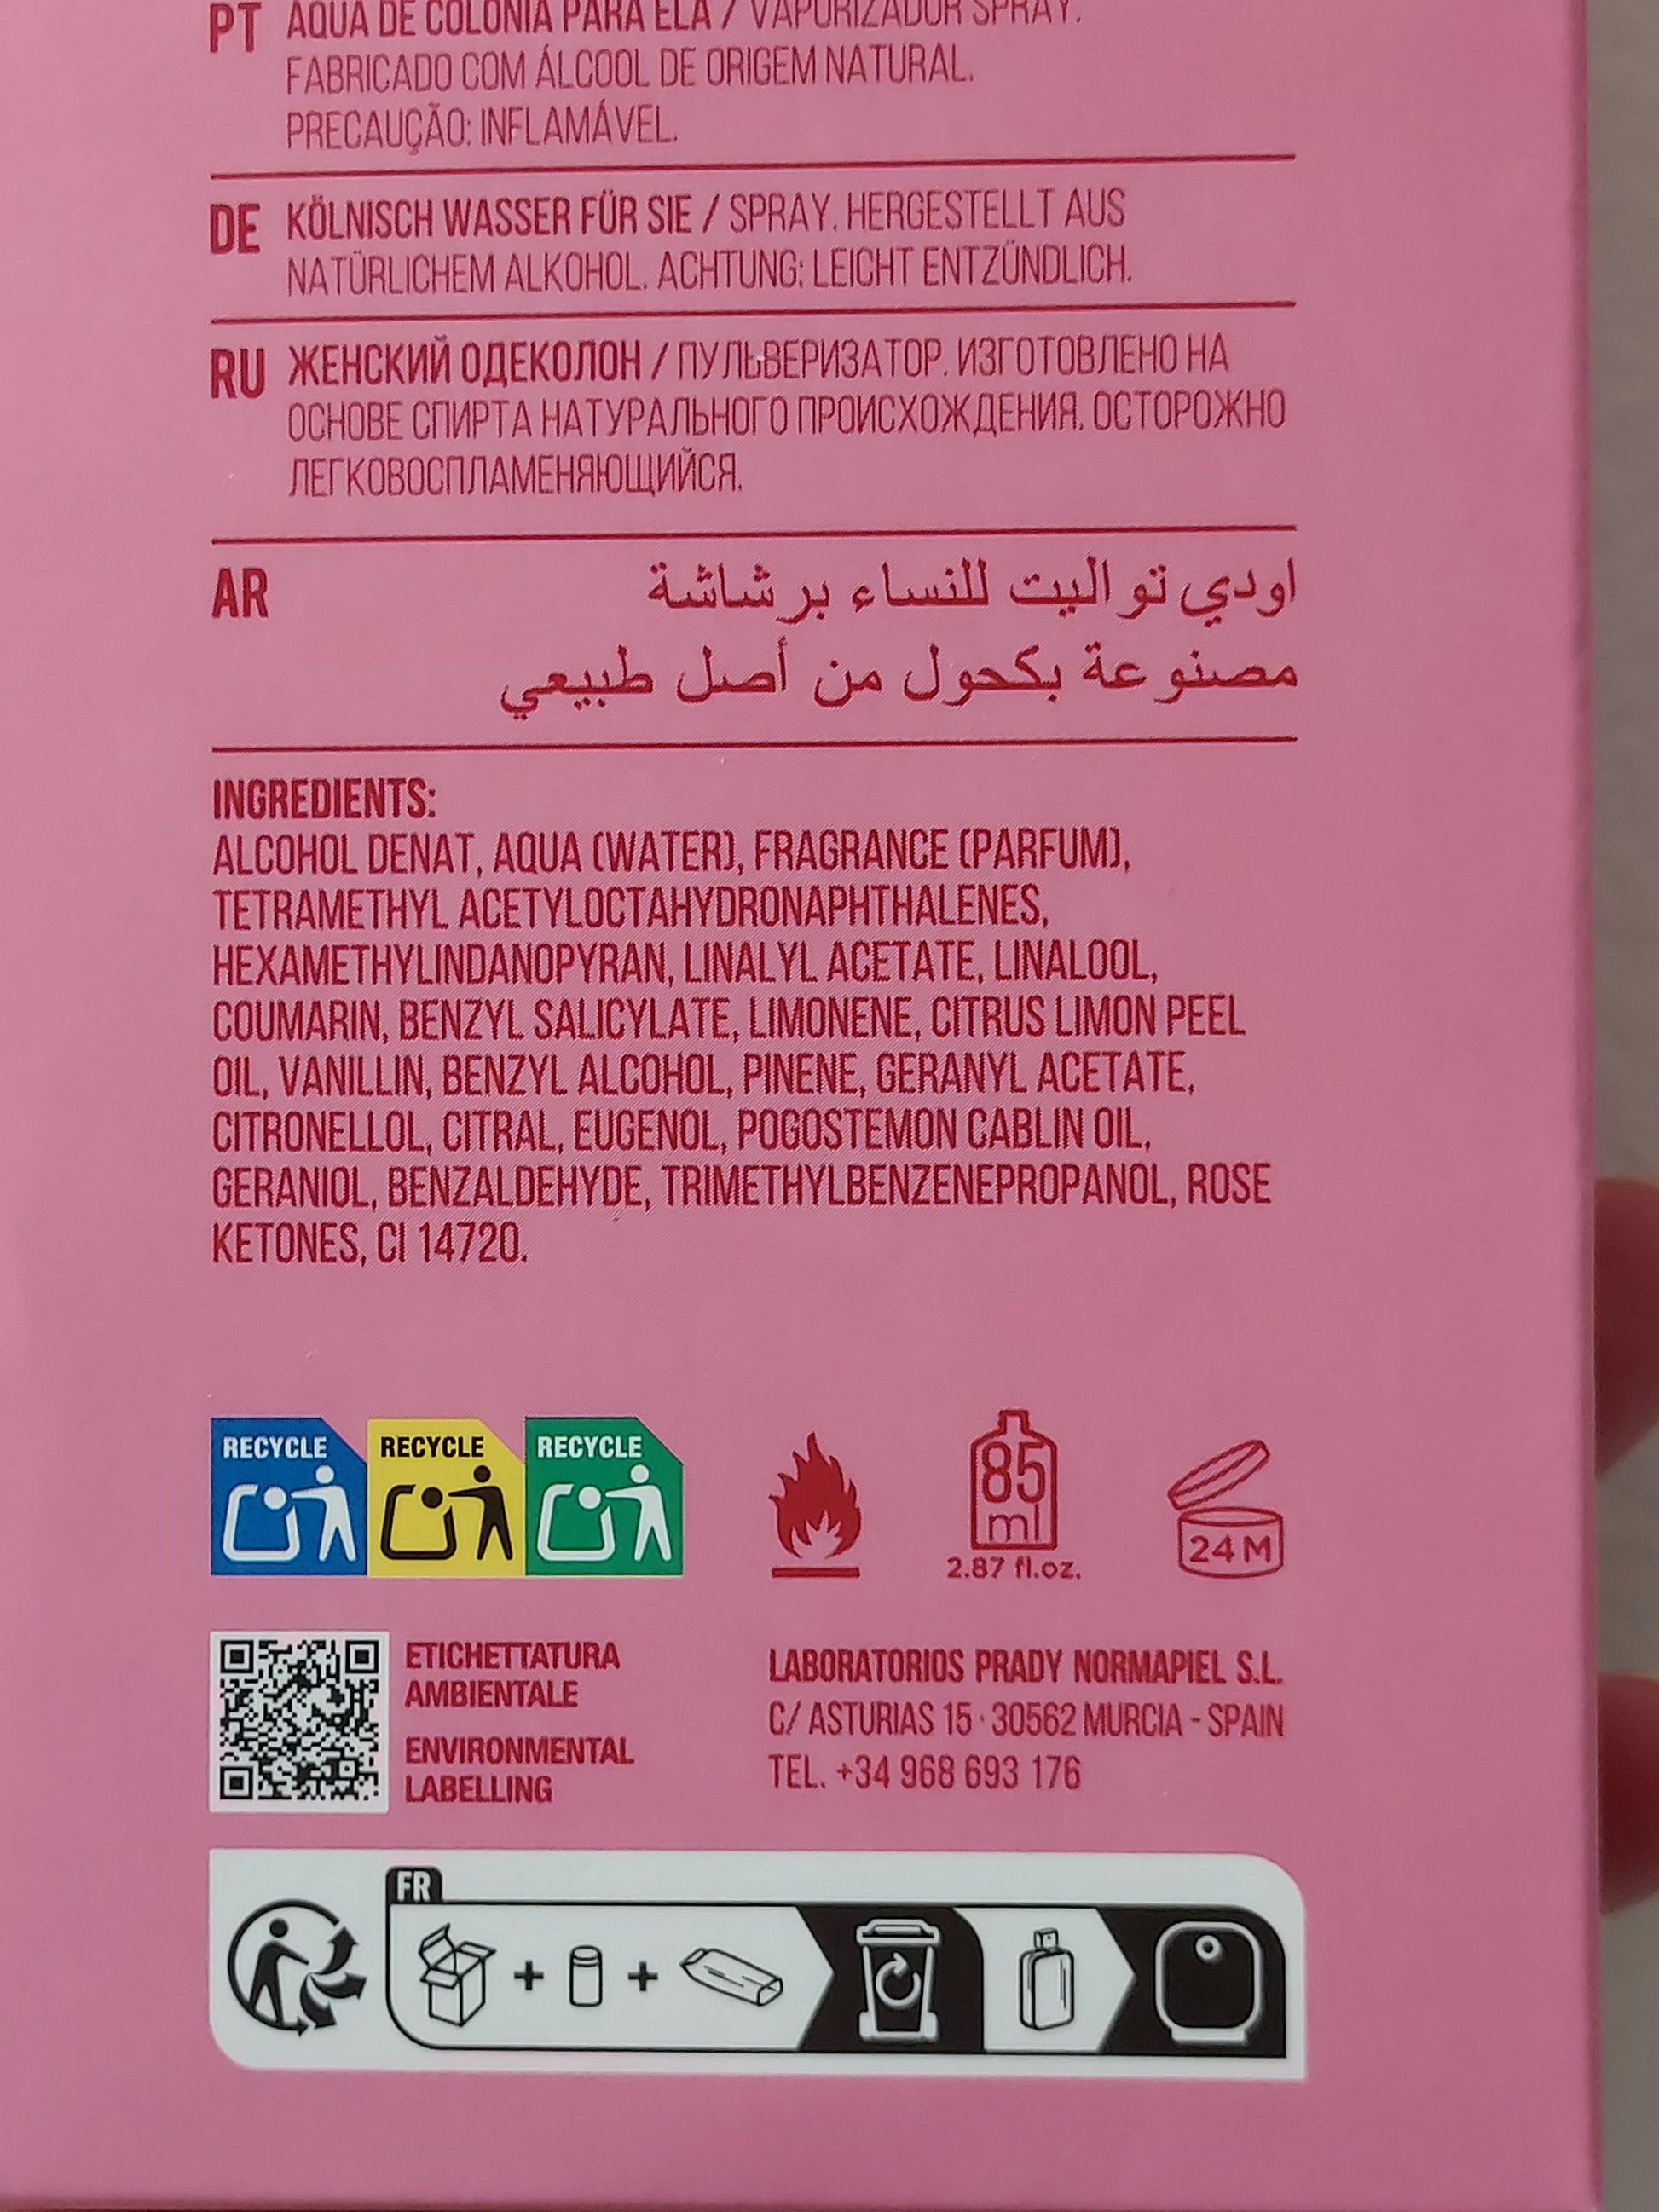 PT AQUA DE COLONIA PARA ELA / VAPORIZADOR SPRAY.
FABRICADO COM ÁLCOOL DE ORIGEM NATURAL.
PRECAUÇÃO: INFLAMÁVEL.
DE KÖLNISCH WASSER FÜR SIE / SPRAY. HERGESTELLT AUS
NATÜRLICHEM ALKOHOL. ACHTUNG: LEICHT ENTZÜNDLICH.
RU ЖЕНСКИЙ ОДЕКОЛОН / ПУЛЬВЕРИЗАТОР. ИЗГОТОВЛЕНО НА
ОСНОВЕ СПИРТА НАТУРАЛЬНОГО ПРОИСХОЖДЕНИЯ. ОСТОРОЖНО
ЛЕГКОВОСПЛАМЕНЯЮЩИЙСЯ.
AR اودي تواليت للنساء برشاشة
مصنوعة بكحول من أصل طبيعي
INGREDIENTS:
ALCOHOL DENAT, AQUA (WATER), FRAGRANCE (PARFUM),
TETRAMETHYL ACETYLOCTAHYDRONAPHTHALENES,
HEXAMETHYLINDANOPYRAN, LINALYL ACETATE, LINALOOL,
COUMARIN, BENZYL SALICYLATE, LIMONENE, CITRUS LIMON PEEL
OIL, VANILLIN, BENZYL ALCOHOL, PINENE, GERANYL ACETATE,
CITRONELLOL, CITRAL, EUGENOL, POGOSTEMON CABLIN OIL,
GERANIOL, BENZALDEHYDE, TRIMETHYLBENZENEPROPANOL, ROSE
KETONES, CI 14720.
RECYCLE RECYCLE RECYCLE
85
ml
2.87 fl.oz.
24 M
ETICHETTATURA
AMBIENTALE
ENVIRONMENTAL
LABELLING
LABORATORIOS PRADY NORMAPIEL S.L.
C/ ASTURIAS 15 · 30562 MURCIA - SPAIN
TEL. +34 968 693 176
FR